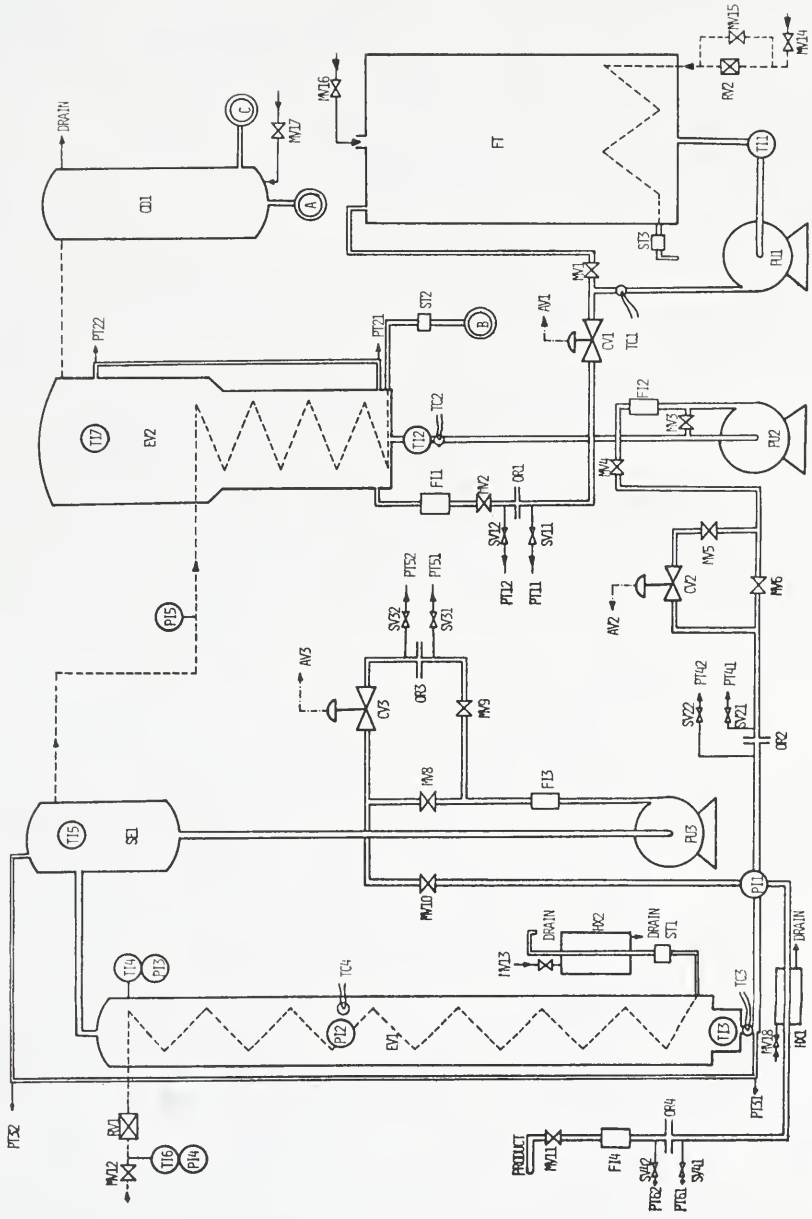 MV15
MV14
RV2
MV16
DRAIN
C
MV17
CD1
A
FT
TI1
ST3
PU1
MV1
TC1
AV1
CV1
PT22
PT21
ST2
B
TI7
EV2
TI2
TC2
FI1
MV2
OR1
SV12
SV11
PT12
PT11
FI2
MV3
MV4
PU2
PI5
MV5
CV2
AV2
MV6
PT52
PT51
SV32
SV31
OR3
AV3
CV3
MV9
MV8
FI3
PU3
PT42
PT41
SV22
SV21
OR2
TI5
SE1
MV10
PI1
TI4
PI3
TC4
PI2
EV1
MV13
DRAIN
HX2
DRAIN
ST1
TI3
TC3
DRAIN
MV18
HX1
PT32
RV1
MV12
TI6
PI4
PT31
PRODUCT
MV11
FI4
OR4
SV42
SV41
PT62
PT61